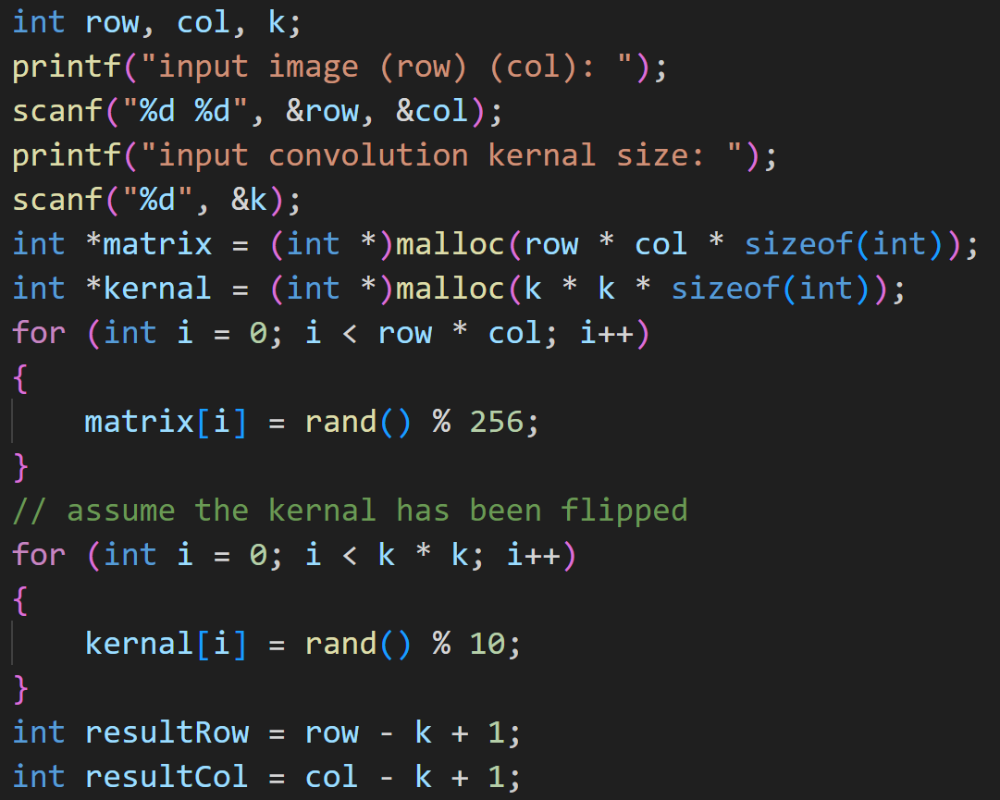 int row, col, k;
printf("input image (row) (col): ");
scanf("%d %d", &row, &col);
printf("input convolution kernal size: ");
scanf("%d", &k);
int *matrix = (int *)malloc(row * col * sizeof(int));
int *kernal = (int *)malloc(k * k * sizeof(int));
for (int i = 0; i < row * col; i++)
{
    matrix[i] = rand() % 256;
}
// assume the kernal has been flipped
for (int i = 0; i < k * k; i++)
{
    kernal[i] = rand() % 10;
}
int resultRow = row - k + 1;
int resultCol = col - k + 1;